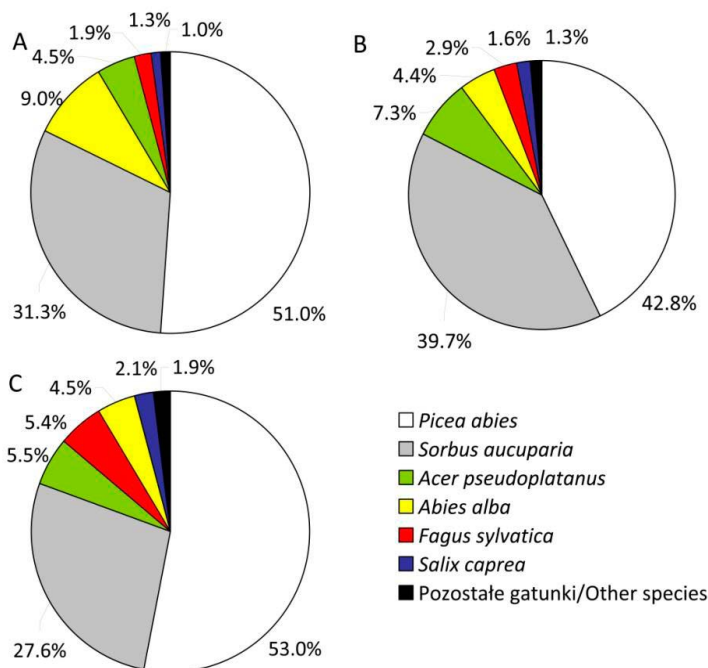 A
1.3%
1.9%
1.0%
4.5%
9.0%
31.3%
51.0%
B
1.6%
1.3%
2.9%
4.4%
7.3%
39.7%
42.8%
C
2.1%
1.9%
4.5%
5.4%
5.5%
27.6%
53.0%
Picea abies
Sorbus aucuparia
Acer pseudoplatanus
Abies alba
Fagus sylvatica
Salix caprea
Pozostałe gatunki/Other species